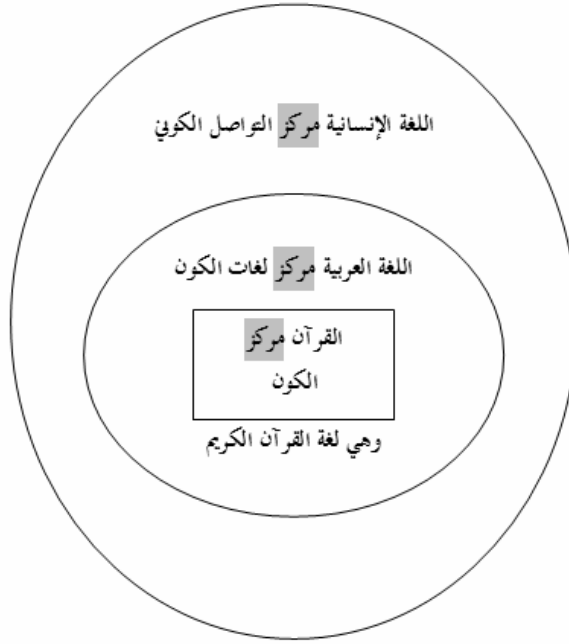 اللغة الإنسانية مركز التواصل الكوني
اللغة العربية مركز لغات الكون
القرآن مركز
الكون
وهي لغة القرآن الكريم